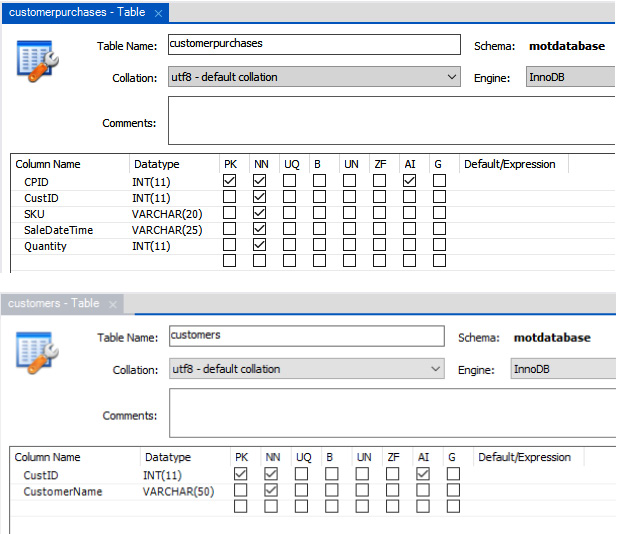 customerpurchases - Table ×
Table Name: customerpurchases Schema: motdatabase
Collation: utf8 - default collation Engine: InnoDB
Comments:
Column Name Datatype PK NN UQ B UN ZF AI G Default/Expression
CPID INT(11)
CustID INT(11)
SKU VARCHAR(20)
SaleDateTime VARCHAR(25)
Quantity INT(11)
customers - Table ×
Table Name: customers Schema: motdatabase
Collation: utf8 - default collation Engine: InnoDB
Comments:
Column Name Datatype PK NN UQ B UN ZF AI G Default/Expression
CustID INT(11)
CustomerName VARCHAR(50)